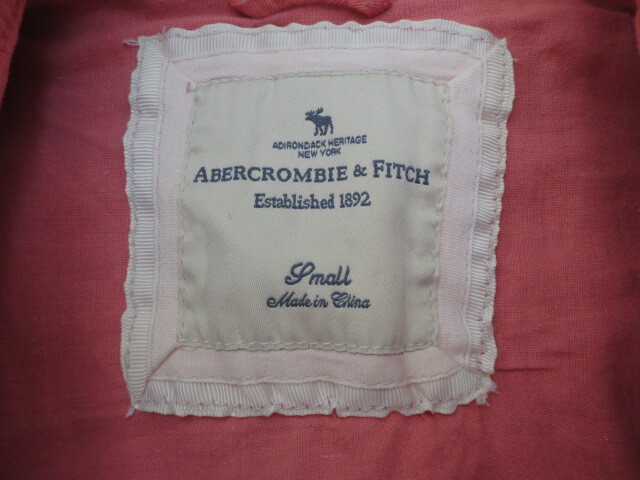 ADIRONDACK HERITAGE
NEW YORK
ABERCROMBIE & FITCH
Established 1892
Small
Made in China